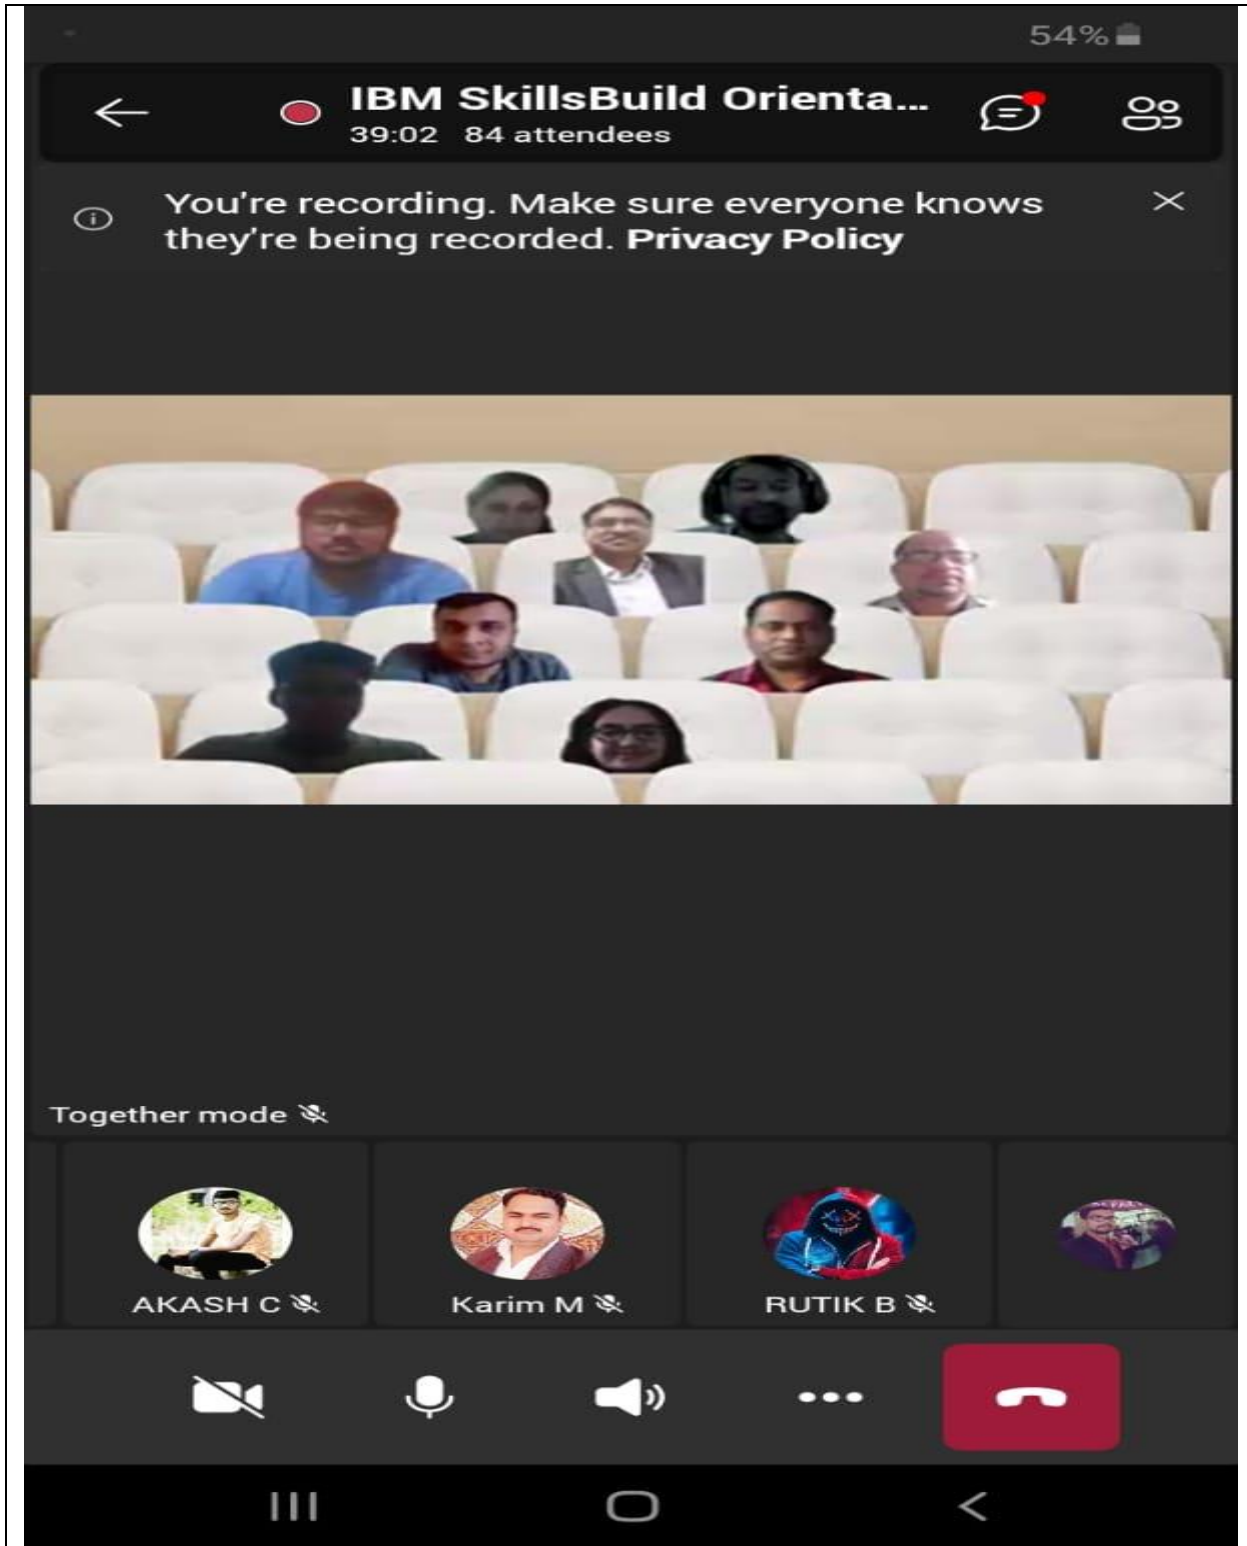 54%
IBM SkillsBuild Orienta...
39:02 84 attendees
You're recording. Make sure everyone knows
they're being recorded. Privacy Policy
Together mode
AKASH C
Karim M
RUTIK B